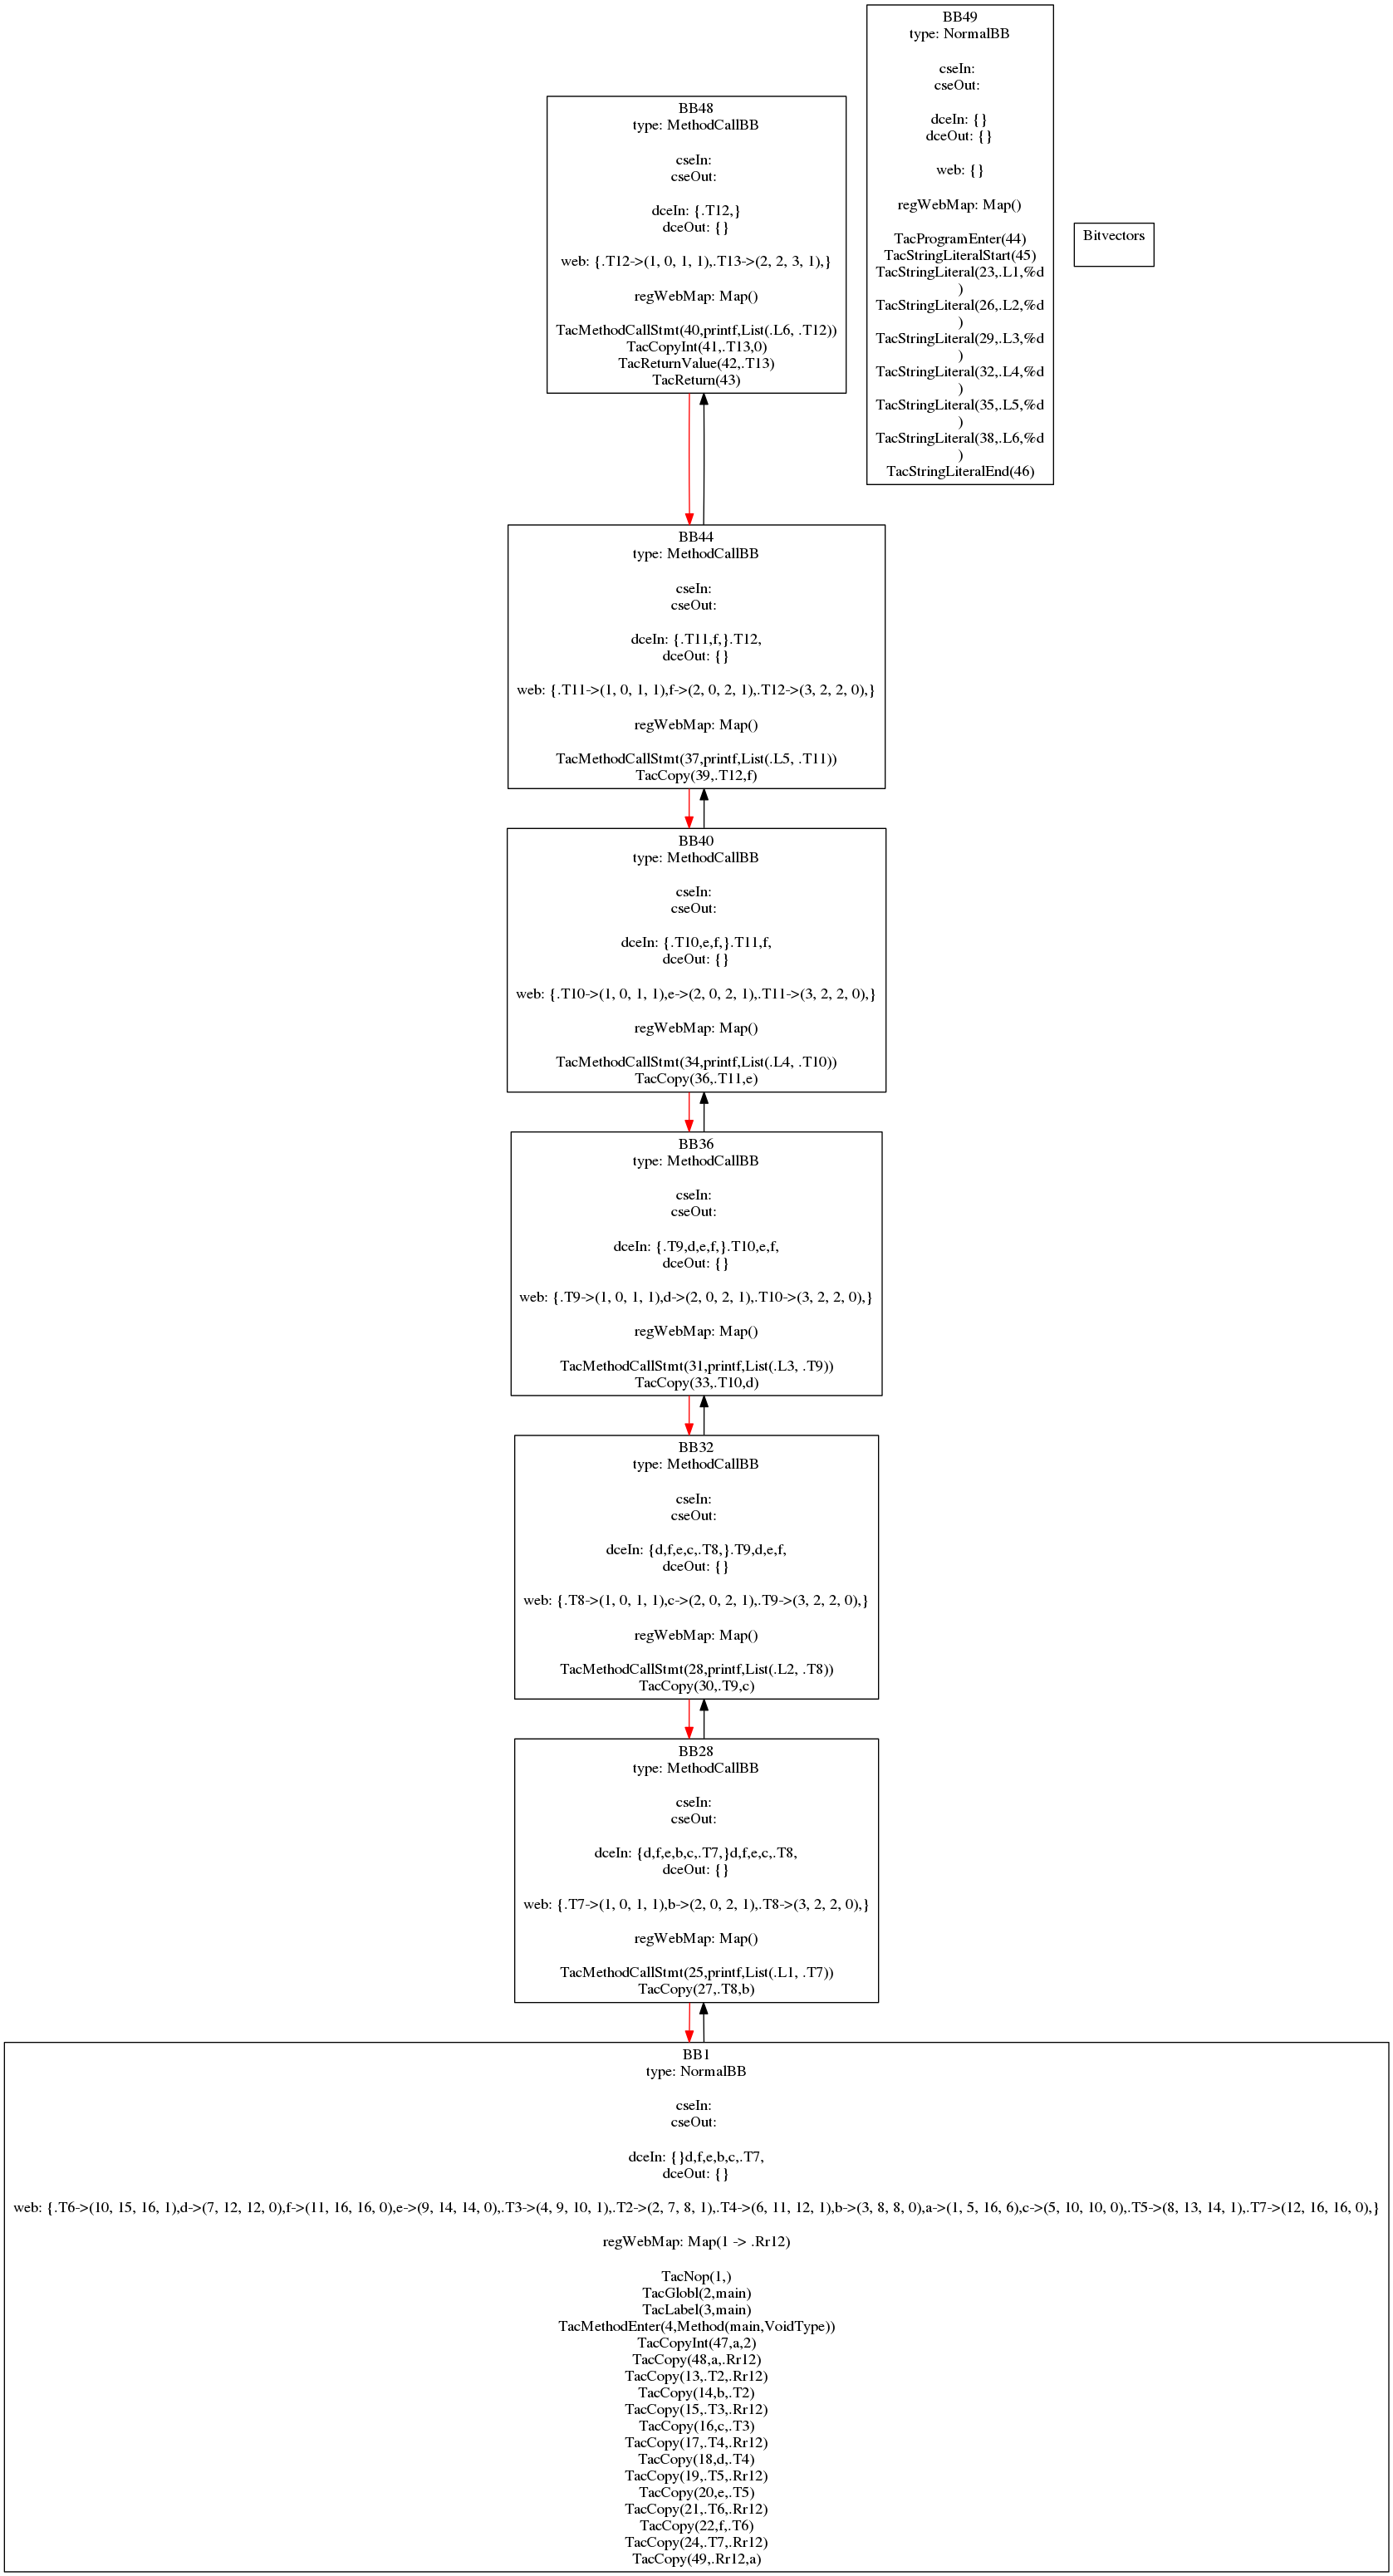 BB49
type: NormalBB
cseIn:
cseOut:
dceIn: {}
dceOut: {}
web: {}
regWebMap: Map()
TacProgramEnter(44)
TacStringLiteralStart(45)
TacStringLiteral(23,.L1,%d
)
TacStringLiteral(26,.L2,%d
)
TacStringLiteral(29,.L3,%d
)
TacStringLiteral(32,.L4,%d
)
TacStringLiteral(35,.L5,%d
)
TacStringLiteral(38,.L6,%d
)
TacStringLiteralEnd(46)
Bitvectors
BB48
type: MethodCallBB
cseIn:
cseOut:
dceIn: {.T12,}
dceOut: {}
web: {.T12->(1, 0, 1, 1),.T13->(2, 2, 3, 1),}
regWebMap: Map()
TacMethodCallStmt(40,printf,List(.L6, .T12))
TacCopyInt(41,.T13,0)
TacReturnValue(42,.T13)
TacReturn(43)
BB44
type: MethodCallBB
cseIn:
cseOut:
dceIn: {.T11,f,}.T12,
dceOut: {}
web: {.T11->(1, 0, 1, 1),f->(2, 0, 2, 1),.T12->(3, 2, 2, 0),}
regWebMap: Map()
TacMethodCallStmt(37,printf,List(.L5, .T11))
TacCopy(39,.T12,f)
BB40
type: MethodCallBB
cseIn:
cseOut:
dceIn: {.T10,e,f,}.T11,f,
dceOut: {}
web: {.T10->(1, 0, 1, 1),e->(2, 0, 2, 1),.T11->(3, 2, 2, 0),}
regWebMap: Map()
TacMethodCallStmt(34,printf,List(.L4, .T10))
TacCopy(36,.T11,e)
BB36
type: MethodCallBB
cseIn:
cseOut:
dceIn: {.T9,d,e,f,}.T10,e,f,
dceOut: {}
web: {.T9->(1, 0, 1, 1),d->(2, 0, 2, 1),.T10->(3, 2, 2, 0),}
regWebMap: Map()
TacMethodCallStmt(31,printf,List(.L3, .T9))
TacCopy(33,.T10,d)
BB32
type: MethodCallBB
cseIn:
cseOut:
dceIn: {d,f,e,c,.T8,}.T9,d,e,f,
dceOut: {}
web: {.T8->(1, 0, 1, 1),c->(2, 0, 2, 1),.T9->(3, 2, 2, 0),}
regWebMap: Map()
TacMethodCallStmt(28,printf,List(.L2, .T8))
TacCopy(30,.T9,c)
BB28
type: MethodCallBB
cseIn:
cseOut:
dceIn: {d,f,e,b,c,.T7,}d,f,e,c,.T8,
dceOut: {}
web: {.T7->(1, 0, 1, 1),b->(2, 0, 2, 1),.T8->(3, 2, 2, 0),}
regWebMap: Map()
TacMethodCallStmt(25,printf,List(.L1, .T7))
TacCopy(27,.T8,b)
BB1
type: NormalBB
cseIn:
cseOut:
dceIn: {}d,f,e,b,c,.T7,
dceOut: {}
web: {.T6->(10, 15, 16, 1),d->(7, 12, 12, 0),f->(11, 16, 16, 0),e->(9, 14, 14, 0),.T3->(4, 9, 10, 1),.T2->(2, 7, 8, 1),.T4->(6, 11, 12, 1),b->(3, 8, 8, 0),a->(1, 5, 16, 6),c->(5, 10, 10, 0),.T5->(8, 13, 14, 1),.T7->(12, 16, 16, 0),}
regWebMap: Map(1 -> .Rr12)
TacNop(1,)
TacGlobl(2,main)
TacLabel(3,main)
TacMethodEnter(4,Method(main,VoidType))
TacCopyInt(47,a,2)
TacCopy(48,a,.Rr12)
TacCopy(13,.T2,.Rr12)
TacCopy(14,b,.T2)
TacCopy(15,.T3,.Rr12)
TacCopy(16,c,.T3)
TacCopy(17,.T4,.Rr12)
TacCopy(18,d,.T4)
TacCopy(19,.T5,.Rr12)
TacCopy(20,e,.T5)
TacCopy(21,.T6,.Rr12)
TacCopy(22,f,.T6)
TacCopy(24,.T7,.Rr12)
TacCopy(49,.Rr12,a)